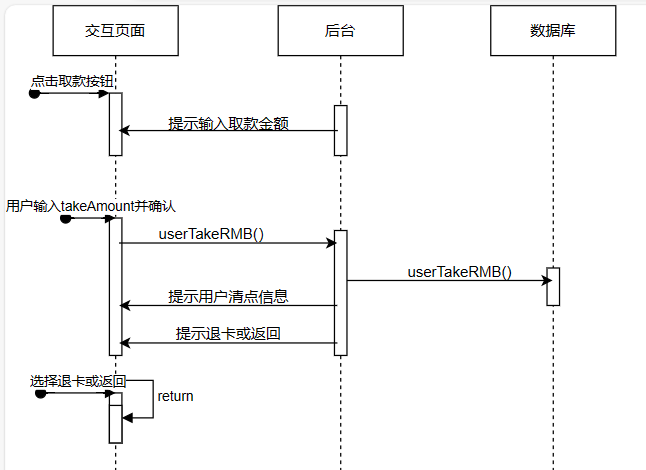 交互页面
后台
数据库
点击取款按钮
提示输入取款金额
用户输入takeAmount并确认
userTakeRMB()
userTakeRMB()
提示用户清点信息
提示退卡或返回
选择退卡或返回
return